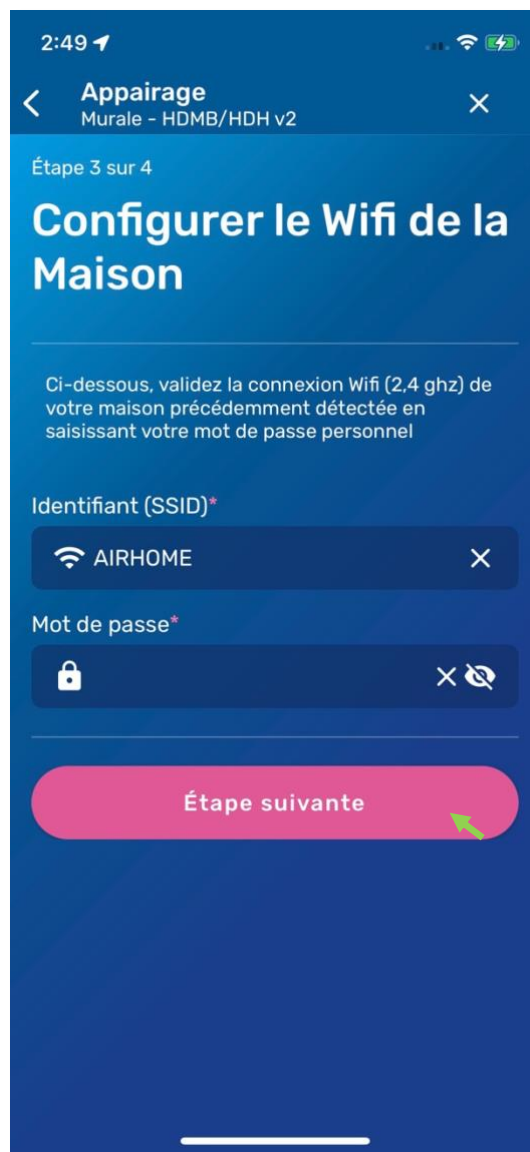 2:49
Appairage
Murale - HDMB/HDH v2
Étape 3 sur 4
Configurer le Wifi de la
Maison
Ci-dessous, validez la connexion Wifi (2,4 ghz) de
votre maison précédemment détectée en
saisissant votre mot de passe personnel
Identifiant (SSID)*
AIRHOME
Mot de passe*
Étape suivante